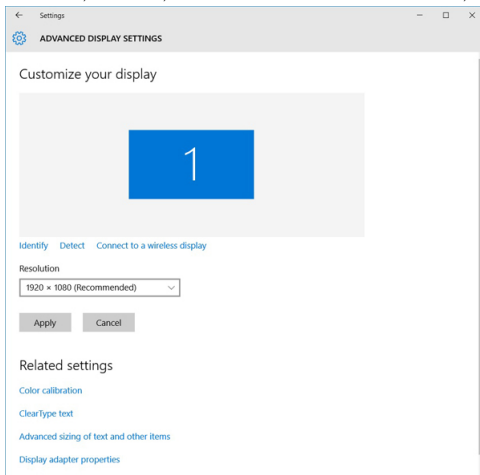 Settings
ADVANCED DISPLAY SETTINGS
Customize your display
1
Identify Detect Connect to a wireless display
Resolution
1920 × 1080 (Recommended)
Apply Cancel
Related settings
Color calibration
ClearType text
Advanced sizing of text and other items
Display adapter properties